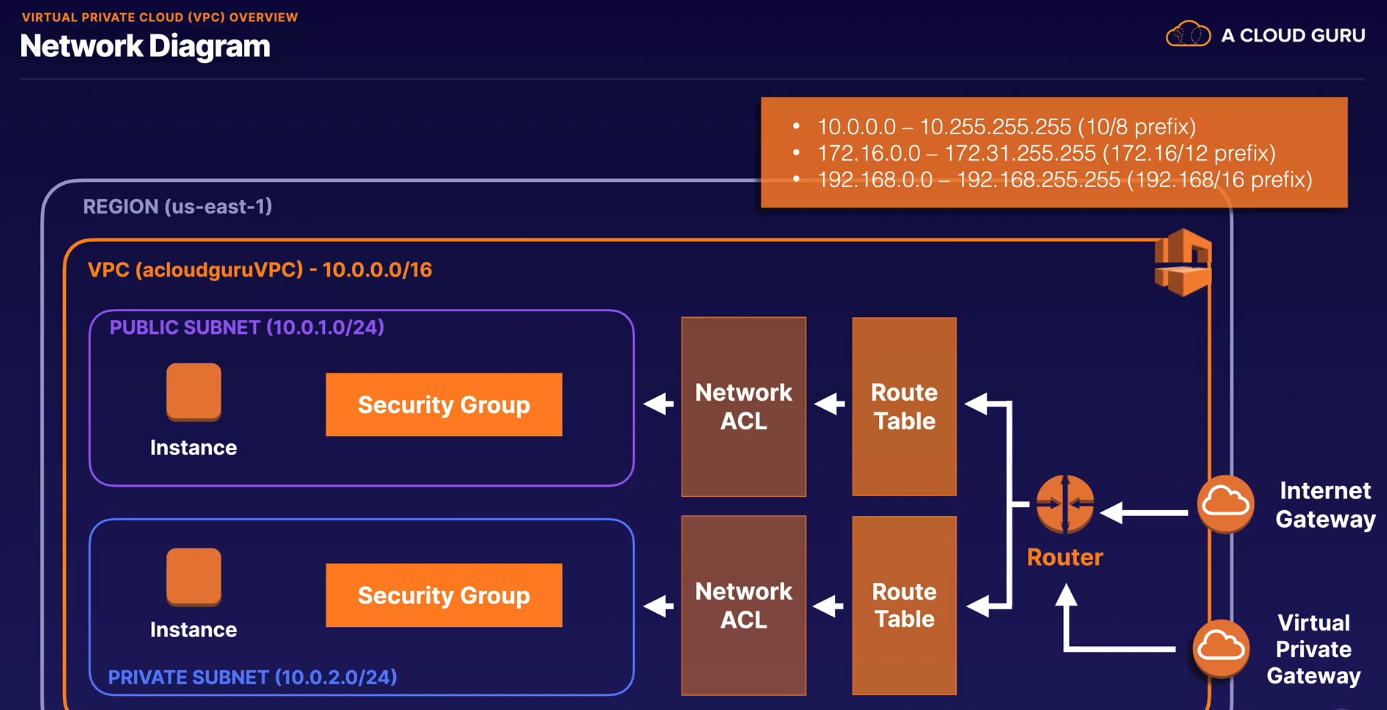 VIRTUAL PRIVATE CLOUD (VPC) OVERVIEW
Network Diagram
A CLOUD GURU
• 10.0.0.0 – 10.255.255.255 (10/8 prefix)
• 172.16.0.0 – 172.31.255.255 (172.16/12 prefix)
• 192.168.0.0 – 192.168.255.255 (192.168/16 prefix)
REGION (us-east-1)
VPC (acloudguruVPC) - 10.0.0.0/16
PUBLIC SUBNET (10.0.1.0/24)
Instance
Security Group
Network
ACL
Route
Table
Internet
Gateway
Router
Instance
Security Group
Network
ACL
Route
Table
Virtual
Private
Gateway
PRIVATE SUBNET (10.0.2.0/24)